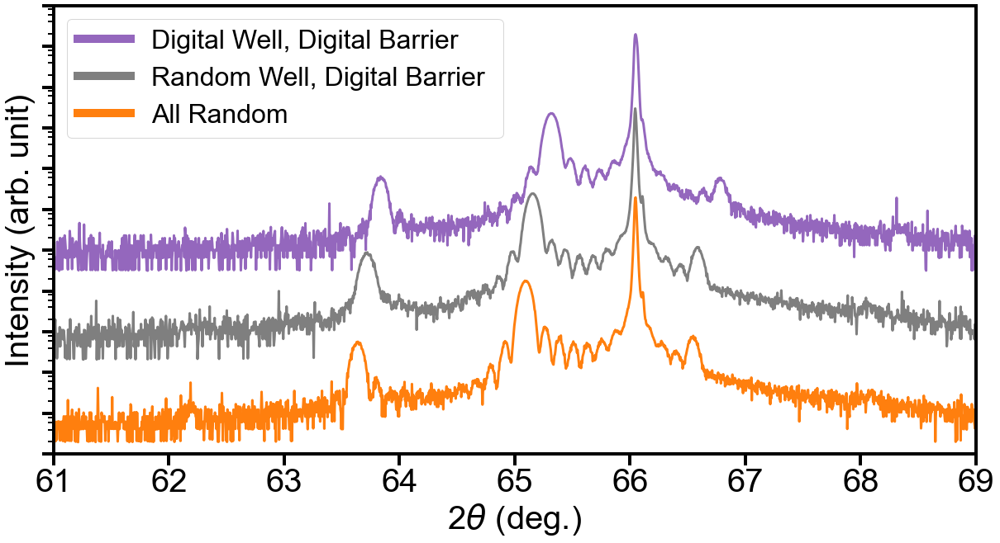 Digital Well, Digital Barrier
Random Well, Digital Barrier
All Random
Intensity (arb. unit)
61 62 63 64 65 66 67 68 69
2θ (deg.)